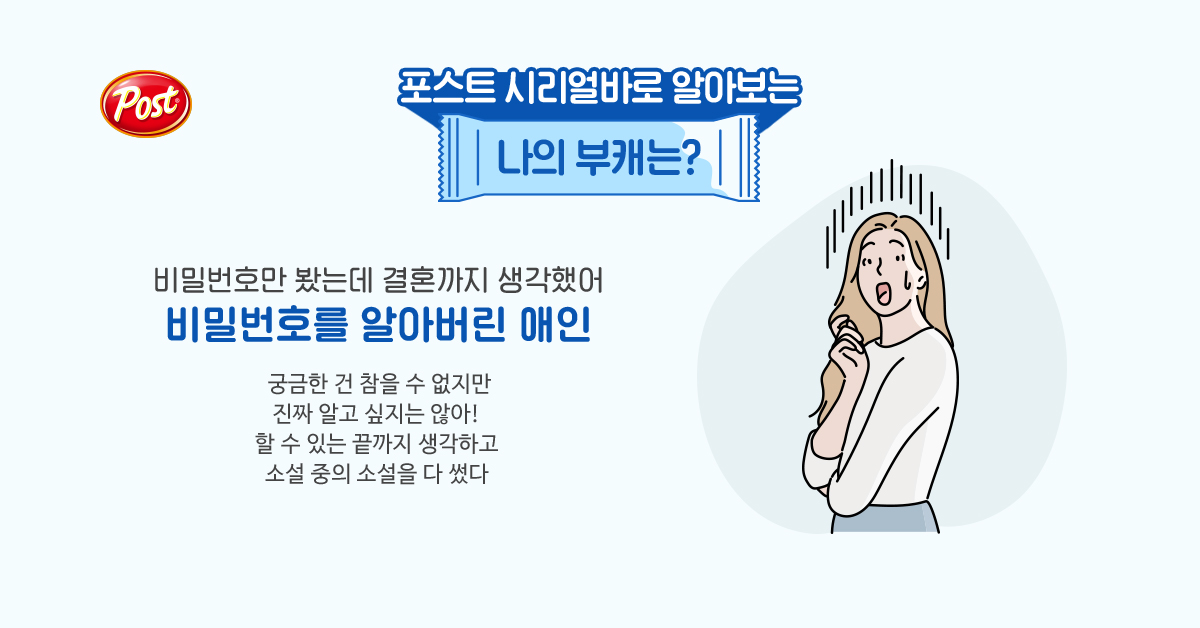 Post
포스트 시리얼바로 알아보는
나의 부캐는?
비밀번호만 봤는데 결혼까지 생각했어
비밀번호를 알아버린 애인
궁금한 건 참을 수 없지만
진짜 알고 싶지는 않아!
할 수 있는 끝까지 생각하고
소설 중의 소설을 다 썼다